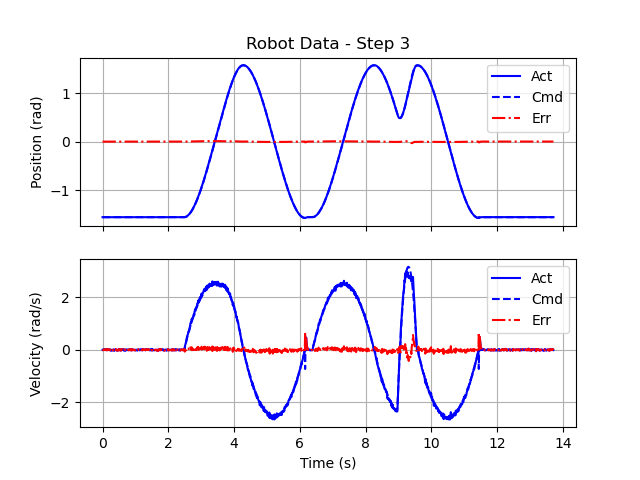 Robot Data - Step 3
Position (rad)
1
0
−1
Act
Cmd
Err
Velocity (rad/s)
2
0
−2
Act
Cmd
Err
0 2 4 6 8 10 12 14
Time (s)